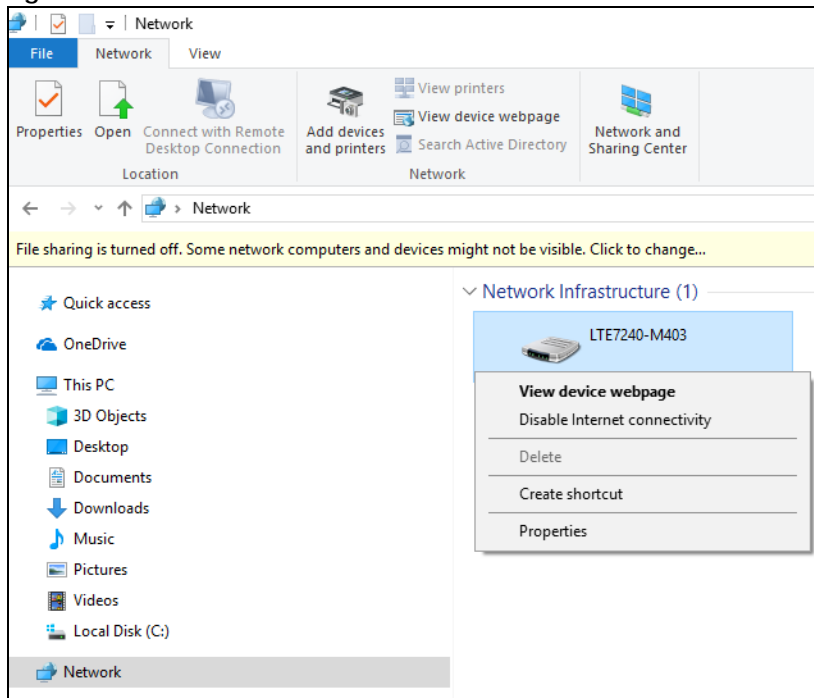 Network
File Network View
Properties Open Connect with Remote Desktop Connection
Add devices and printers
View printers
View device webpage
Search Active Directory
Network and Sharing Center
Location Network
Network
File sharing is turned off. Some network computers and devices might not be visible. Click to change...
Quick access
OneDrive
This PC
3D Objects
Desktop
Documents
Downloads
Music
Pictures
Videos
Local Disk (C:)
Network
Network Infrastructure (1)
LTE7240-M403
View device webpage
Disable Internet connectivity
Delete
Create shortcut
Properties